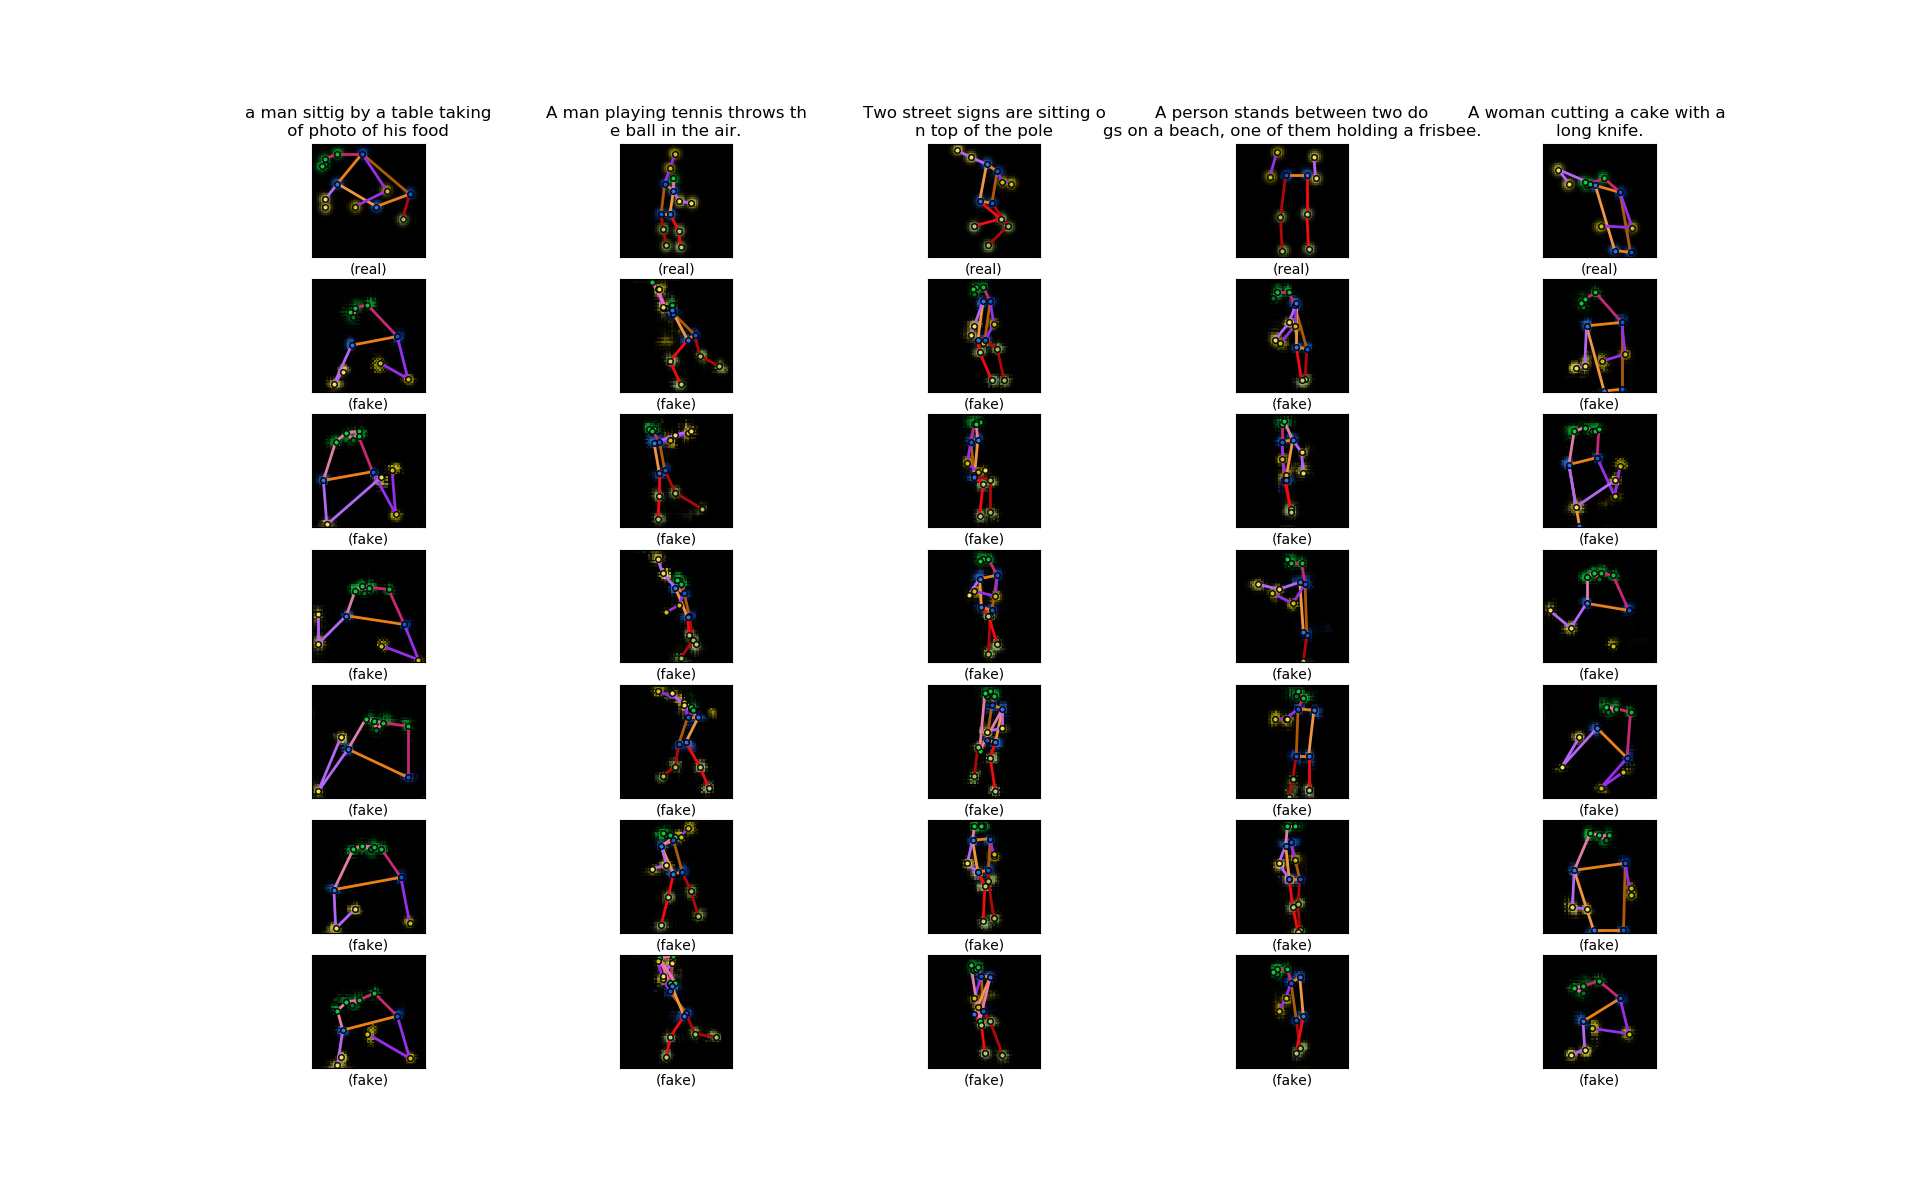 a man sittig by a table taking
of photo of his food
A man playing tennis throws th
e ball in the air.
Two street signs are sitting o
n top of the pole
A person stands between two do
gs on a beach, one of them holding a frisbee.
A woman cutting a cake with a
long knife.
(real) (real) (real) (real) (real)
(fake) (fake) (fake) (fake) (fake)
(fake) (fake) (fake) (fake) (fake)
(fake) (fake) (fake) (fake) (fake)
(fake) (fake) (fake) (fake) (fake)
(fake) (fake) (fake) (fake) (fake)
(fake) (fake) (fake) (fake) (fake)